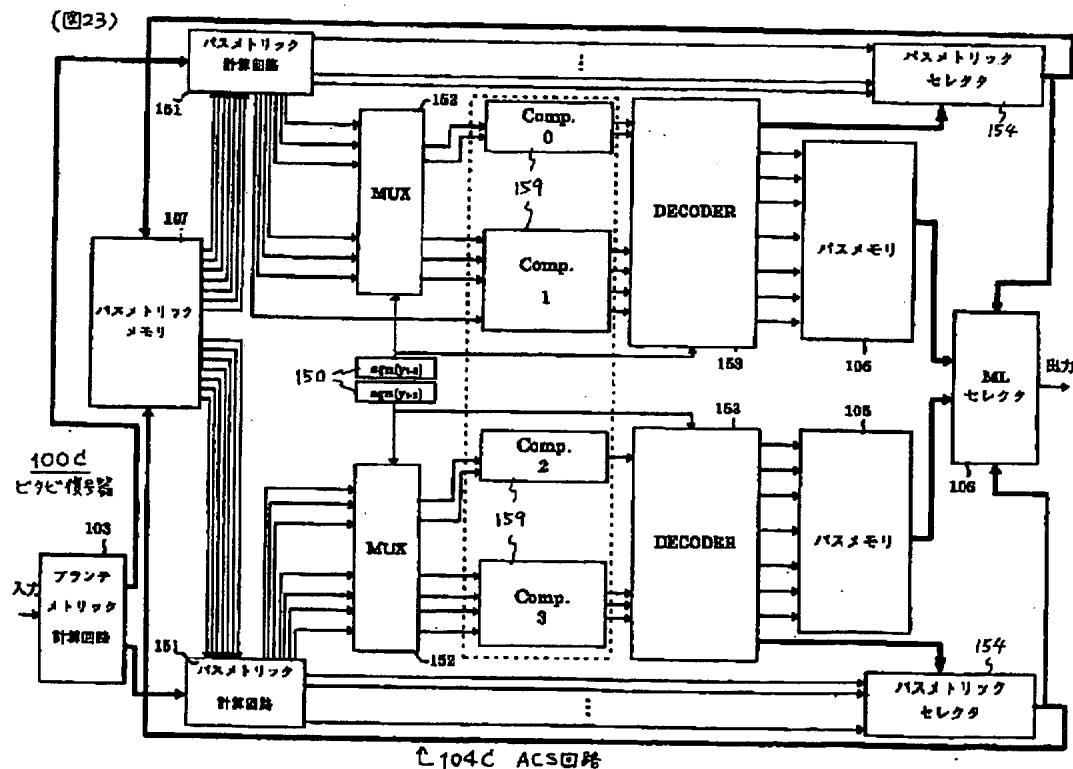 (図23)
パスメトリック
計算回路
151
152
MUX
Comp.
0
159
Comp.
1
DECODER
153
パスメモリ
106
パスメトリック
セレクタ
154
107
パスメトリック
メモリ
150
ML
セレクタ
106
出力
100C
ビタビ復号器
103
入力
ブランチ
メトリック
計算回路
151
パスメトリック
計算回路
MUX
152
Comp.
2
159
Comp.
3
153
DECODER
105
パスメモリ
154
パスメトリック
セレクタ
104C ACS回路